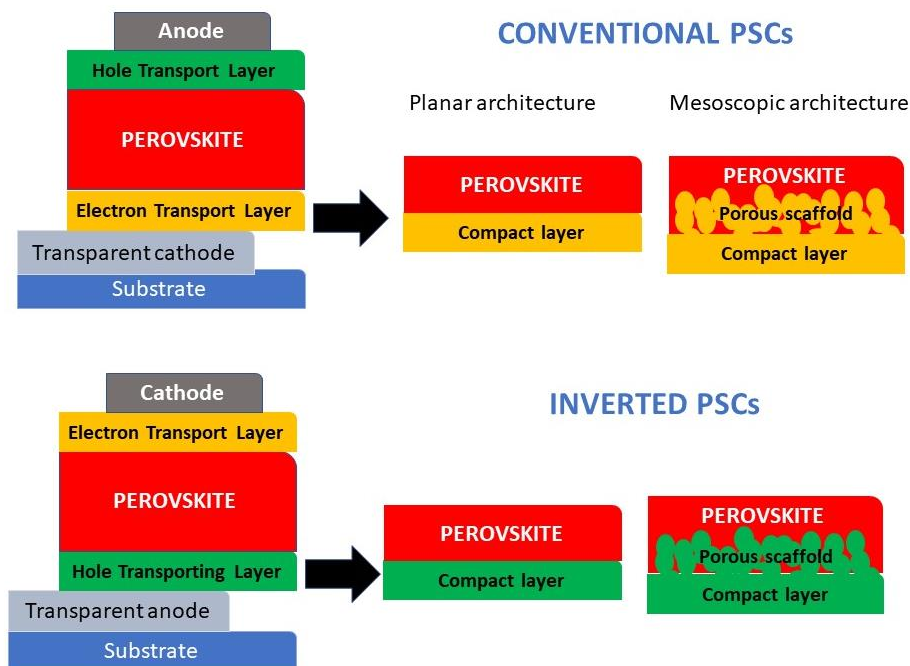 Anode
Hole Transport Layer
PEROVSKITE
Electron Transport Layer
Transparent cathode
Substrate
CONVENTIONAL PSCs
Planar architecture
Mesoscopic architecture
PEROVSKITE
Compact layer
PEROVSKITE
Porous scaffold
Compact layer
Cathode
Electron Transport Layer
PEROVSKITE
Hole Transporting Layer
Transparent anode
Substrate
INVERTED PSCs
PEROVSKITE
Compact layer
PEROVSKITE
Porous scaffold
Compact layer